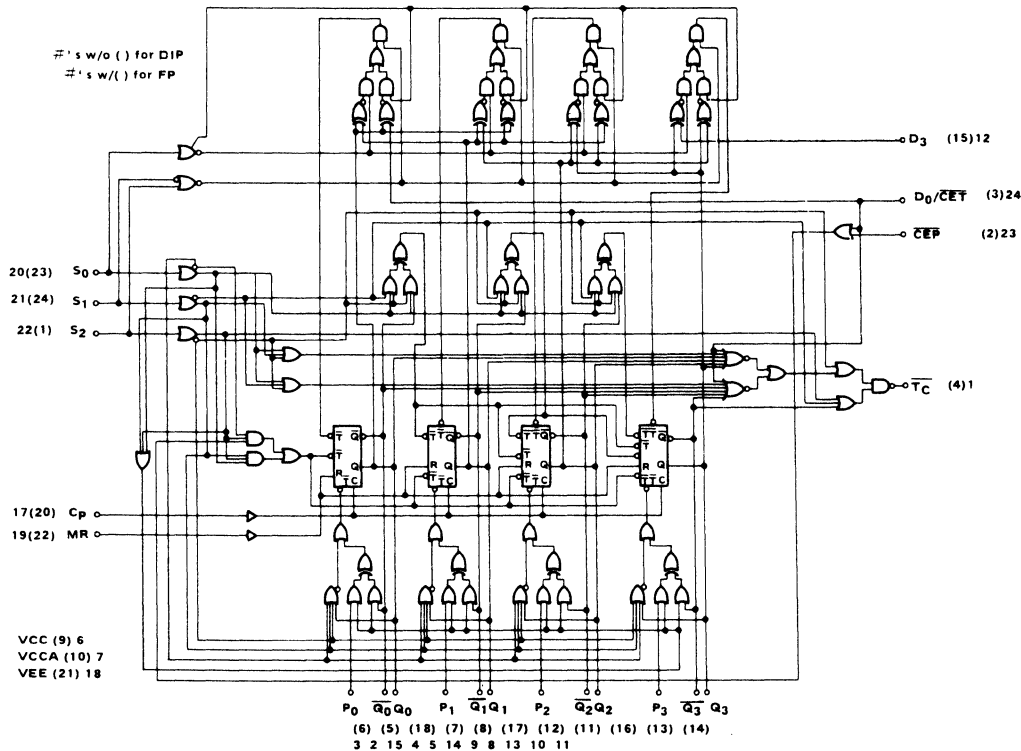 #'s w/o ( ) for DIP
#'s w/( ) for FP
D3 (15)12
D0/CET (3)24
CEP (2)23
20(23) S0
21(24) S1
22(1) S2
TC (4)1
T Q T T Q T T Q T T Q
T T T T
R Q R Q R Q R Q
T C T C T C T C
17(20) CP
19(22) MR
VCC (9) 6
VCCA (10) 7
VEE (21) 18
P0 Q0 Q0 P1 Q1 Q1 P2 Q2 Q2 P3 Q3 Q3
(6) (5) (18) (7) (8) (17) (12) (11) (16) (13) (14)
3 2 15 4 5 14 9 8 13 10 11